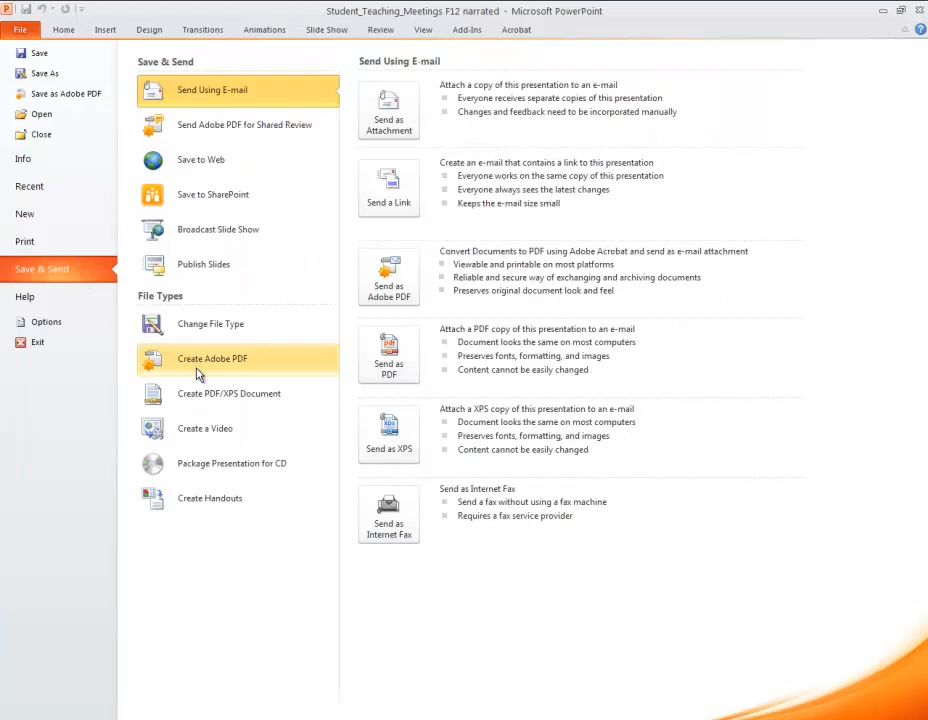 Student_Teaching_Meetings F12 narrated - Microsoft PowerPoint
File Home Insert Design Transitions Animations Slide Show Review View Add-Ins Acrobat
Save
Save As
Save as Adobe PDF
Open
Close
Info
Recent
New
Print
Save & Send
Help
Options
Exit
Save & Send
Send Using E-mail
Send Adobe PDF for Shared Review
Save to Web
Save to SharePoint
Broadcast Slide Show
Publish Slides
File Types
Change File Type
Create Adobe PDF
Create PDF/XPS Document
Create a Video
Package Presentation for CD
Create Handouts
Send Using E-mail
Send as
Attachment
Attach a copy of this presentation to an e-mail
Everyone receives separate copies of this presentation
Changes and feedback need to be incorporated manually
Send a Link
Create an e-mail that contains a link to this presentation
Everyone works on the same copy of this presentation
Everyone always sees the latest changes
Keeps the e-mail size small
Send as
Adobe PDF
Convert Documents to PDF using Adobe Acrobat and send as e-mail attachment
Viewable and printable on most platforms
Reliable and secure way of exchanging and archiving documents
Preserves original document look and feel
Send as
PDF
Attach a PDF copy of this presentation to an e-mail
Document looks the same on most computers
Preserves fonts, formatting, and images
Content cannot be easily changed
Send as XPS
Attach a XPS copy of this presentation to an e-mail
Document looks the same on most computers
Preserves fonts, formatting, and images
Content cannot be easily changed
Send as
Internet Fax
Send as Internet Fax
Send a fax without using a fax machine
Requires a fax service provider